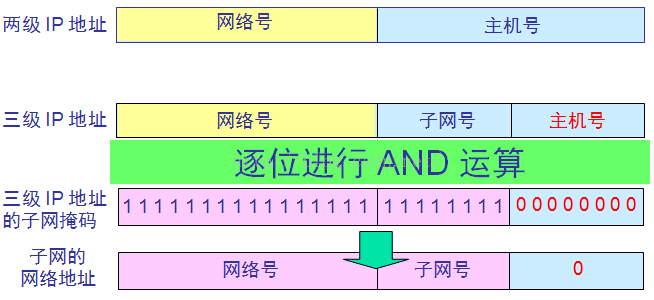 两级 IP 地址 网络号 主机号
三级 IP 地址 网络号 子网号 主机号
逐位进行 AND 运算
三级 IP 地址
的子网掩码
1 1 1 1 1 1 1 1 1 1 1 1 1 1 1 1 1 1 1 1 1 1 1 1 0 0 0 0 0 0 0 0
子网的
网络地址
网络号 子网号 0